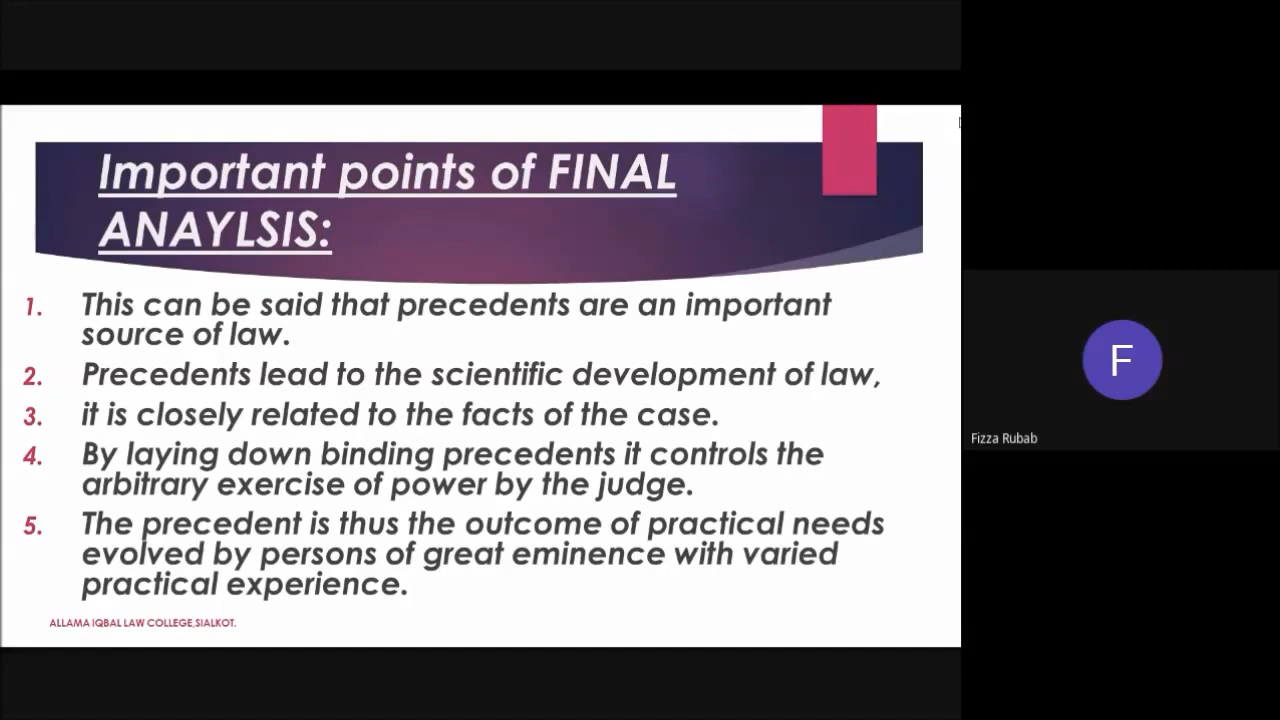 Important points of FINAL
ANAYLSIS:
1. This can be said that precedents are an important
source of law.
2. Precedents lead to the scientific development of law,
3. it is closely related to the facts of the case.
4. By laying down binding precedents it controls the
arbitrary exercise of power by the judge.
5. The precedent is thus the outcome of practical needs
evolved by persons of great eminence with varied
practical experience.
ALLAMA IQBAL LAW COLLEGE,SIALKOT.
F
Fizza Rubab